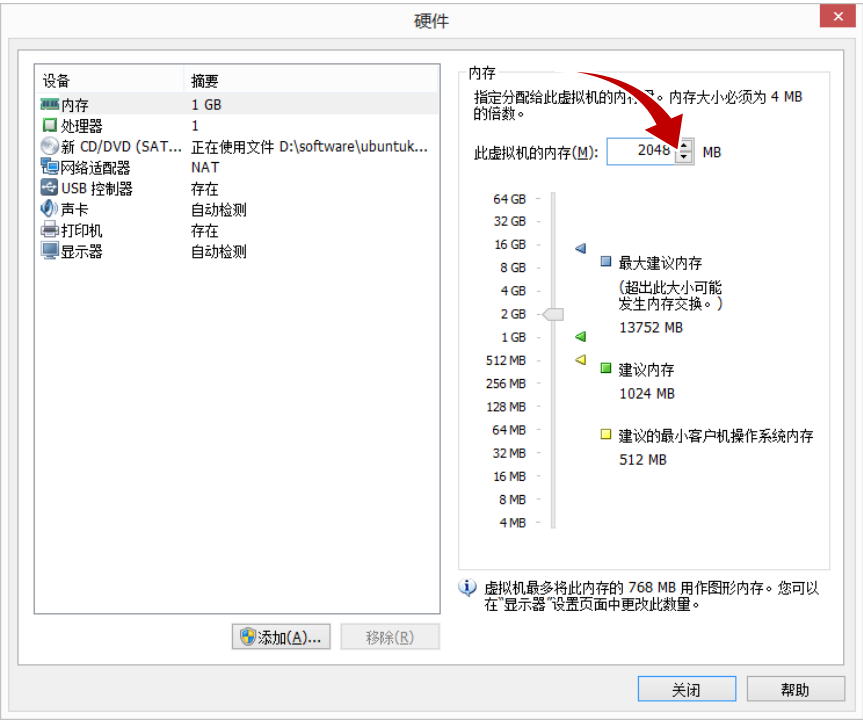 硬件
设备 摘要
内存 1 GB
处理器 1
新 CD/DVD (SAT... 正在使用文件 D:\software\ubuntuk...
网络适配器 NAT
USB 控制器 存在
声卡 自动检测
打印机 存在
显示器 自动检测
添加(A)...
移除(R)
内存
指定分配给此虚拟机的内存量。内存大小必须为 4 MB
的倍数。
此虚拟机的内存(M): 2048 MB
64 GB
32 GB
16 GB
8 GB
4 GB
2 GB
1 GB
512 MB
256 MB
128 MB
64 MB
32 MB
16 MB
8 MB
4 MB
最大建议内存
(超出此大小可能
发生内存交换。)
13752 MB
建议内存
1024 MB
建议的最小客户机操作系统内存
512 MB
虚拟机最多将此内存的 768 MB 用作图形内存。您可以
在"显示器"设置页面中更改此数量。
关闭
帮助